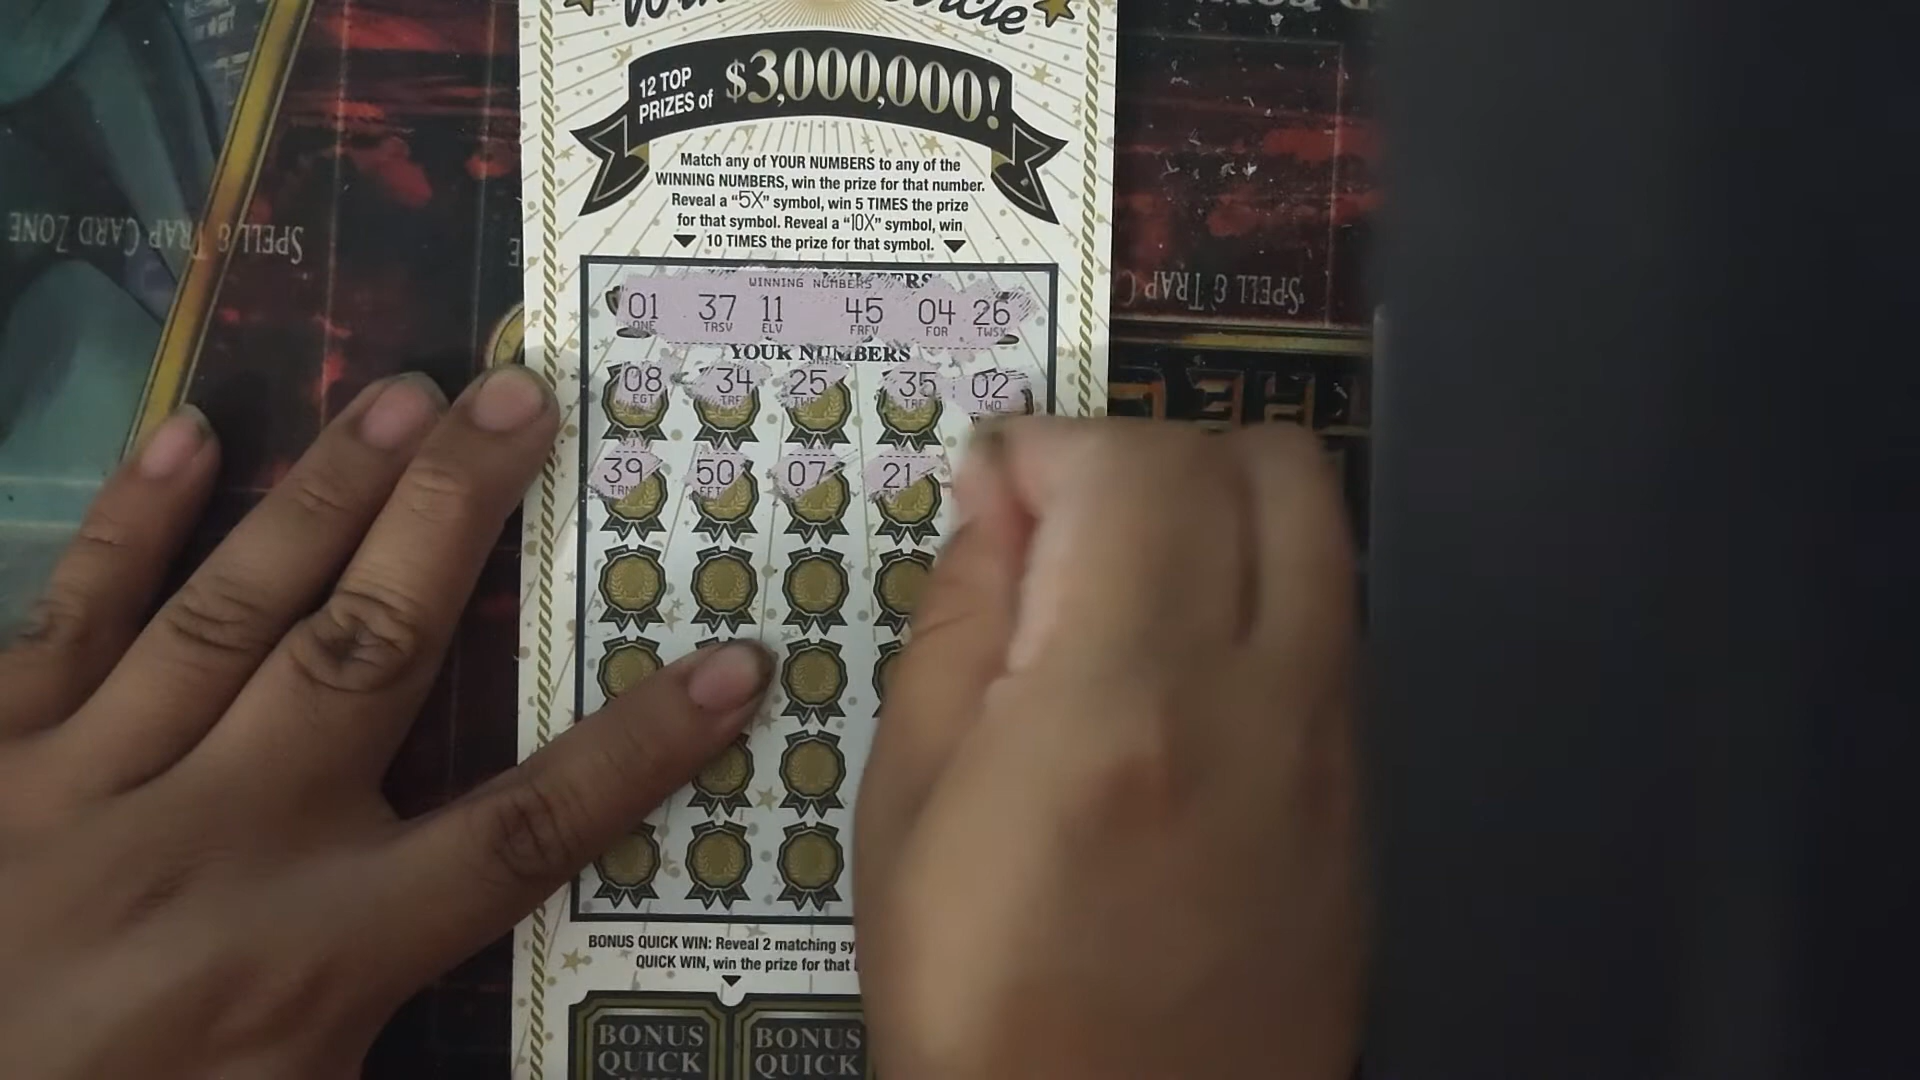 12 TOP
PRIZES of
$3,000,000!
Match any of YOUR NUMBERS to any of the
WINNING NUMBERS, win the prize for that number.
Reveal a “5X” symbol, win 5 TIMES the prize
for that symbol. Reveal a “10X” symbol, win
10 TIMES the prize for that symbol.
WINNING NUMBERS
01 37 11 45 04 26
ONE TRSV ELV FRFV FOR TWSX
YOUR NUMBERS
08 34 25 35 02
EGT TWO
39 50 07 21
BONUS QUICK WIN: Reveal 2 matching
QUICK WIN, win the prize for that
BONUS QUICK
BONUS QUICK
SPELL & TRAP CARD ZONE
SPELL & TRAP